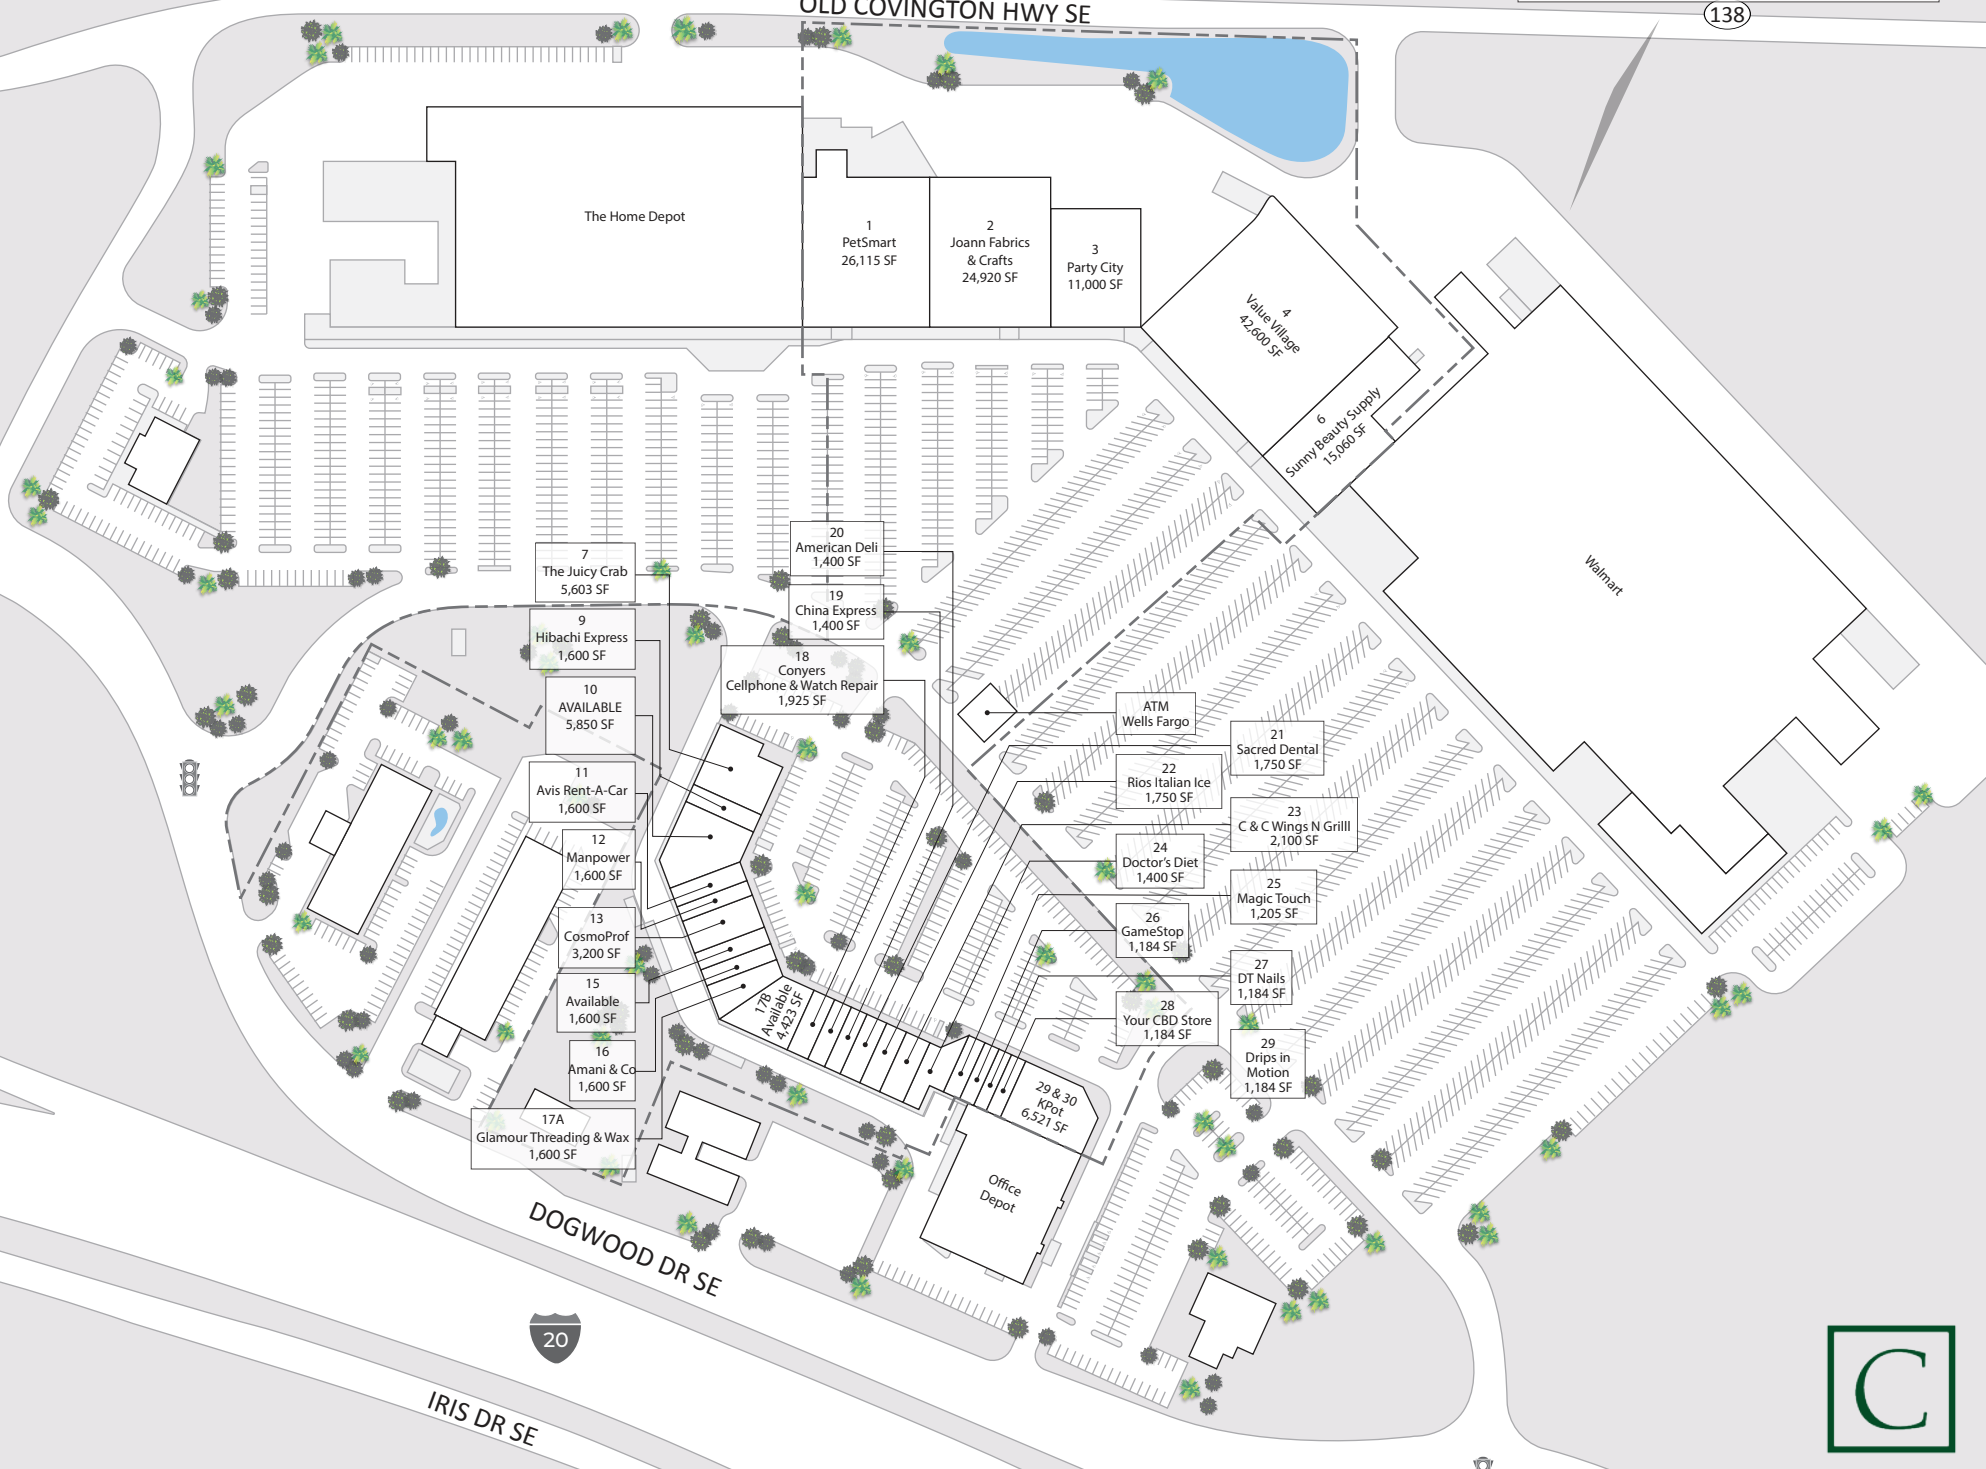 OLD COVINGTON HWY SE
138
The Home Depot
1
PetSmart
26,115 SF
2
Joann Fabrics
& Crafts
24,920 SF
3
Party City
11,000 SF
4
Value Village
42,600 SF
6
Sunny Beauty Supply
15,060 SF
Walmart
20
American Deli
1,400 SF
7
The Juicy Crab
5,603 SF
19
China Express
1,400 SF
9
Hibachi Express
1,600 SF
18
Conyers
Cellphone & Watch Repair
1,925 SF
10
AVAILABLE
5,850 SF
ATM
Wells Fargo
21
Sacred Dental
1,750 SF
11
Avis Rent-A-Car
1,600 SF
22
Rios Italian Ice
1,750 SF
23
C & C Wings N Grilll
2,100 SF
12
Manpower
1,600 SF
24
Doctor's Diet
1,400 SF
25
Magic Touch
1,205 SF
13
CosmoProf
3,200 SF
26
GameStop
1,184 SF
15
Available
1,600 SF
27
DT Nails
1,184 SF
17B
Available
4,423 SF
28
Your CBD Store
1,184 SF
16
Amani & Co
1,600 SF
29
Drips in
Motion
1,184 SF
29 & 30
KPot
6,521 SF
17A
Glamour Threading & Wax
1,600 SF
Office
Depot
DOGWOOD DR SE
20
IRIS DR SE
C